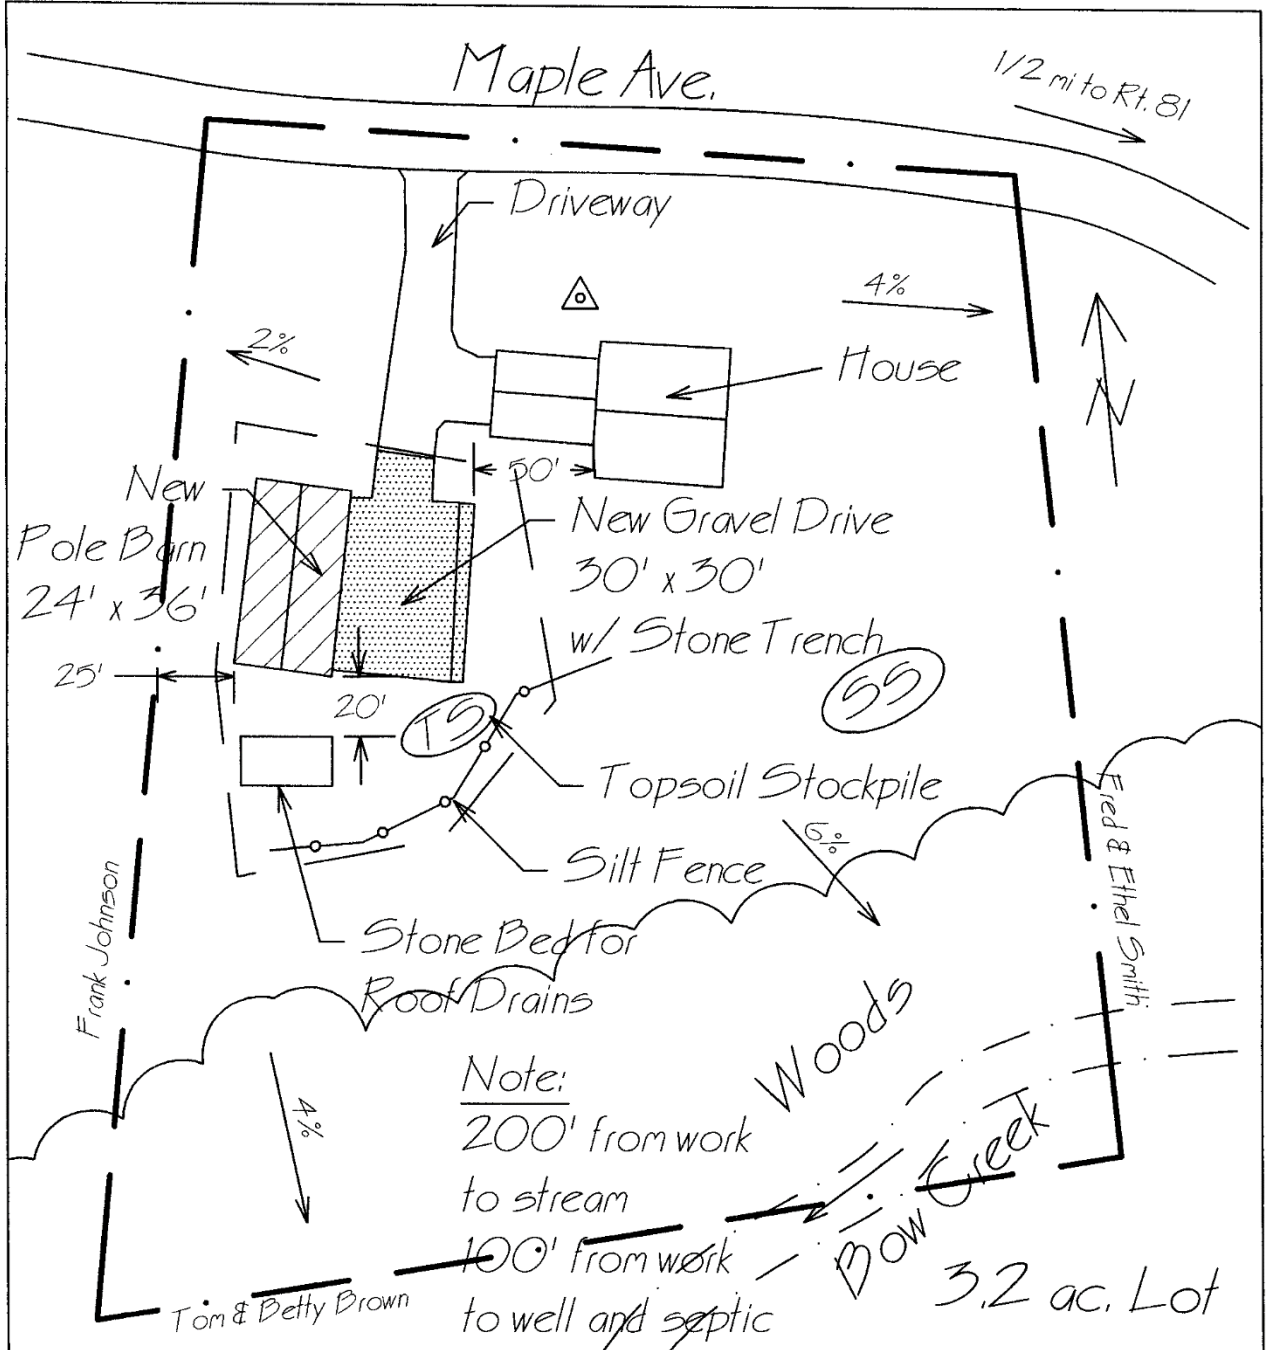 Maple Ave.
1/2 mi to Rt. 81
Driveway
4%
2%
House
N
50'
New
Pole Barn
24' x 36'
New Gravel Drive
30' x 30'
w/ Stone Trench
25'
20'
TS
SS
Topsoil Stockpile
6%
Silt Fence
Fred & Ethel Smith
Frank Johnson
Stone Bed for
Roof Drains
Woods
4%
Note:
200' from work
to stream
100' from work
to well and septic
Bow Creek
3.2 ac. Lot
Tom & Betty Brown